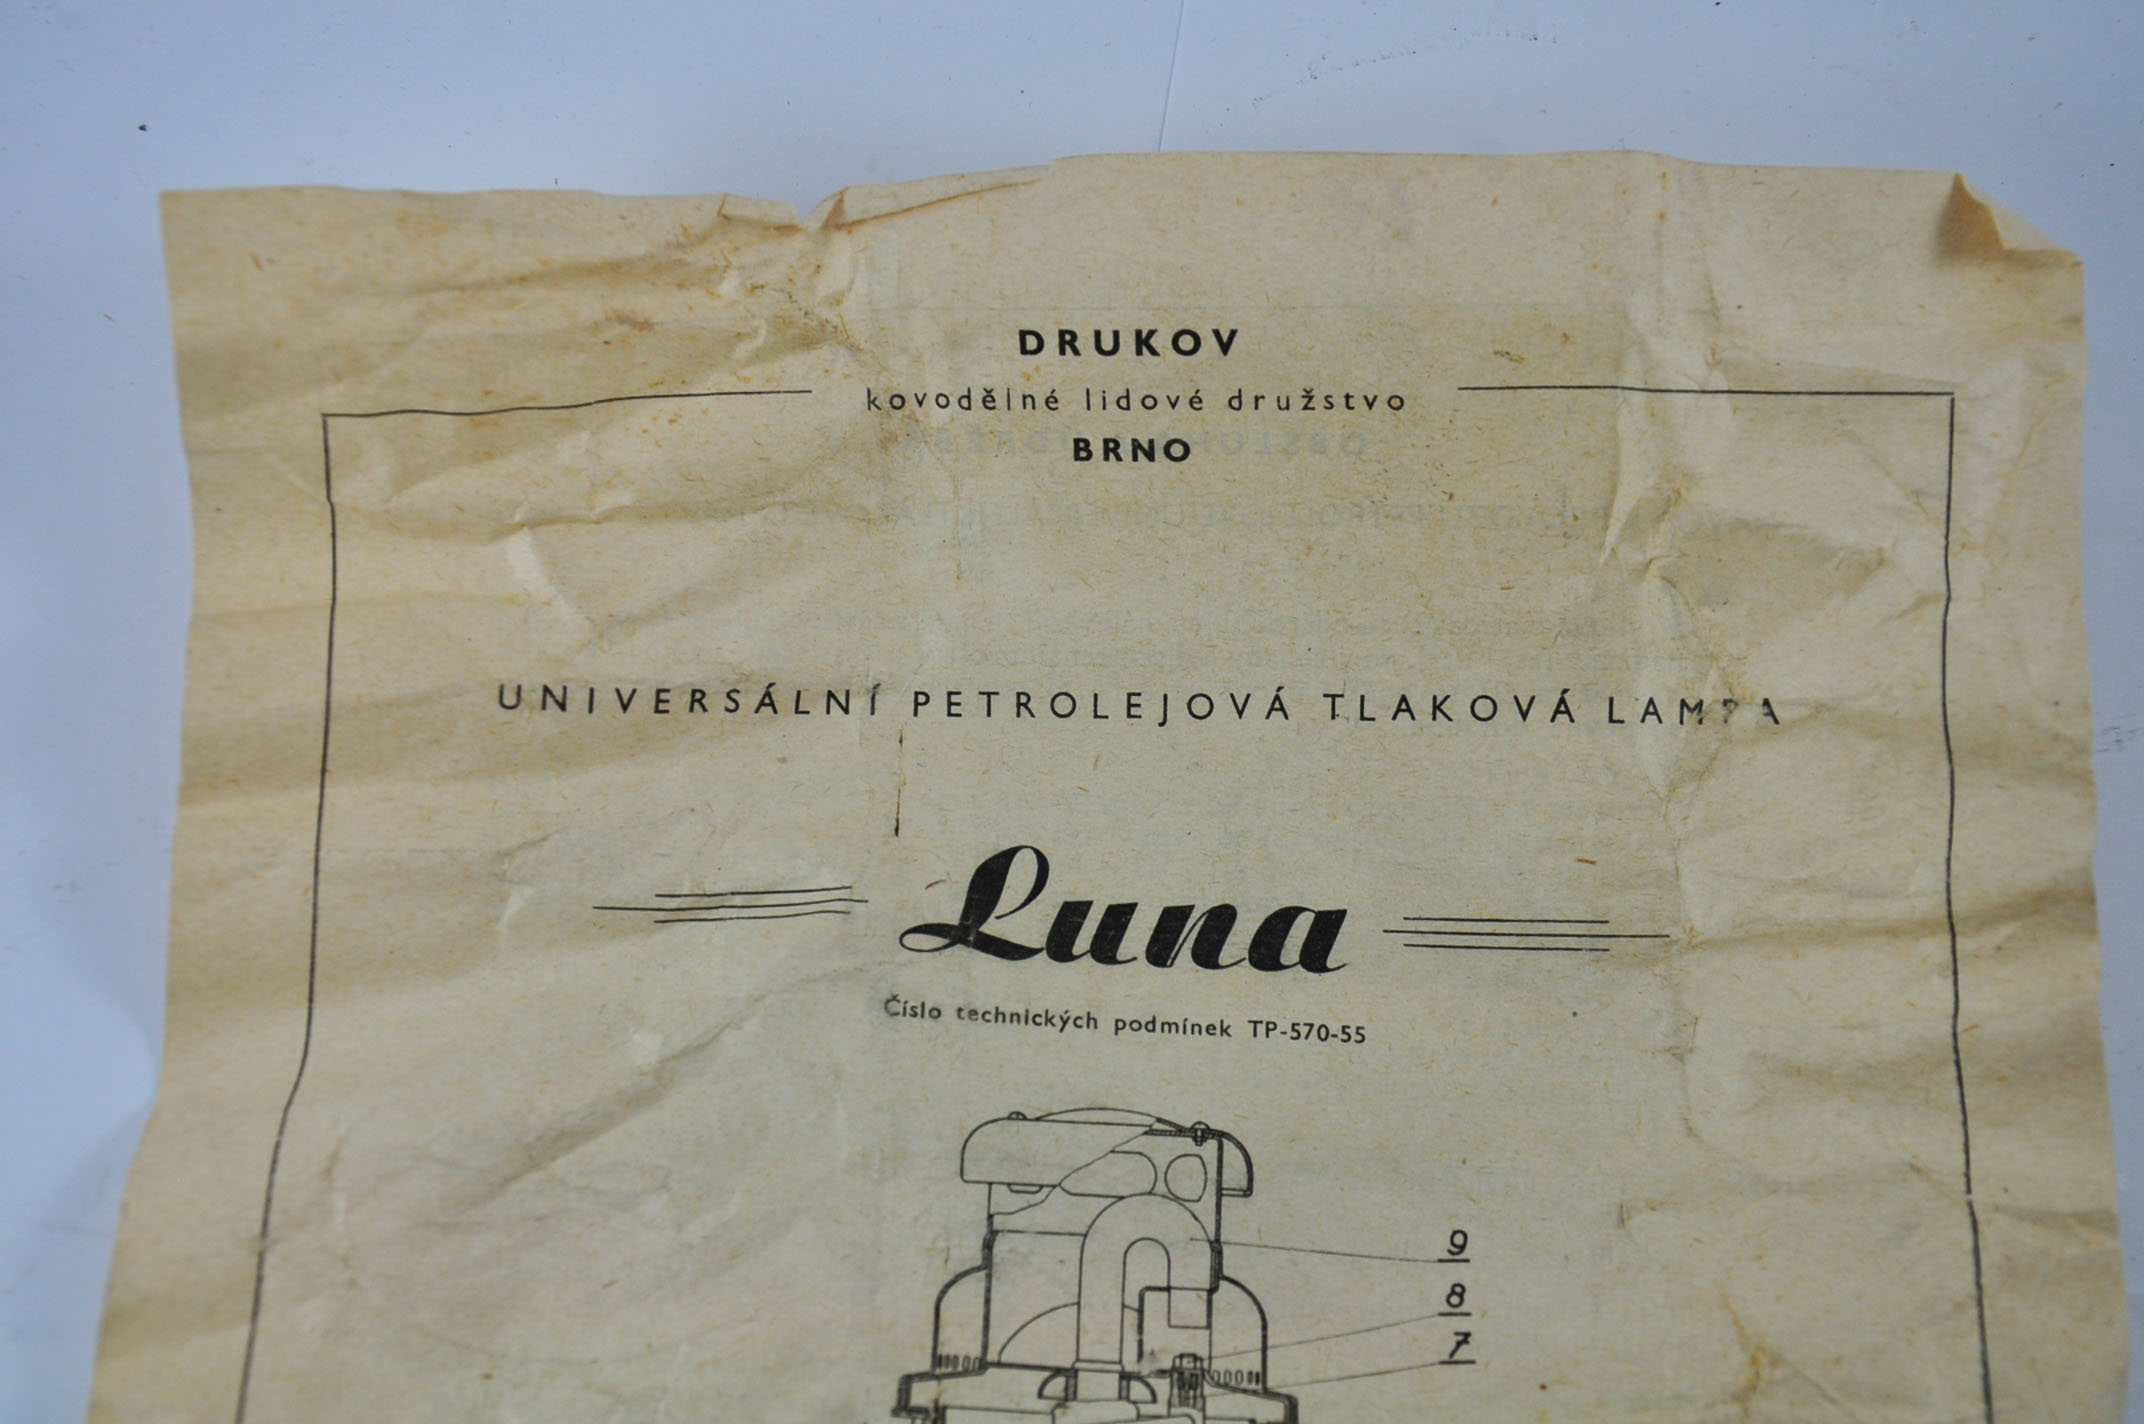 DRUKOV
kovodělné lidové družstvo
BRNO
UNIVERSÁLNÍ PETROLEJOVÁ TLAKOVÁ LAMPA
Luna
Číslo technických podmínek TP-570-55
9
8
7